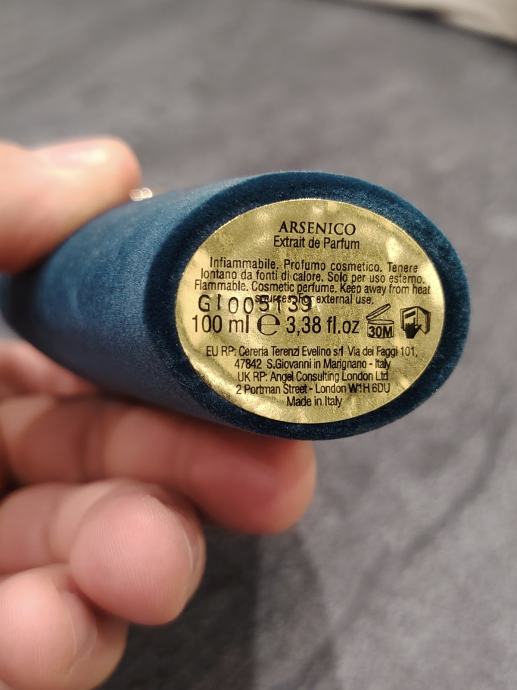 ARSENICO
Extrait de Parfum
Infiammabile. Profumo cosmetico. Tenere
lontano da fonti di calore. Solo per uso esterno.
Flammable. Cosmetic perfume. Keep away from heat
sources. for external use.
100 ml ℮ 3,38 fl.oz 30M
EU RP: Cereria Terenzi Evelino srl Via dei Faggi 101,
47842 S.Giovanni in Marignano - Italy
UK RP: Angel Consulting London Ltd
2 Portman Street - London W1H 6DU
Made in Italy